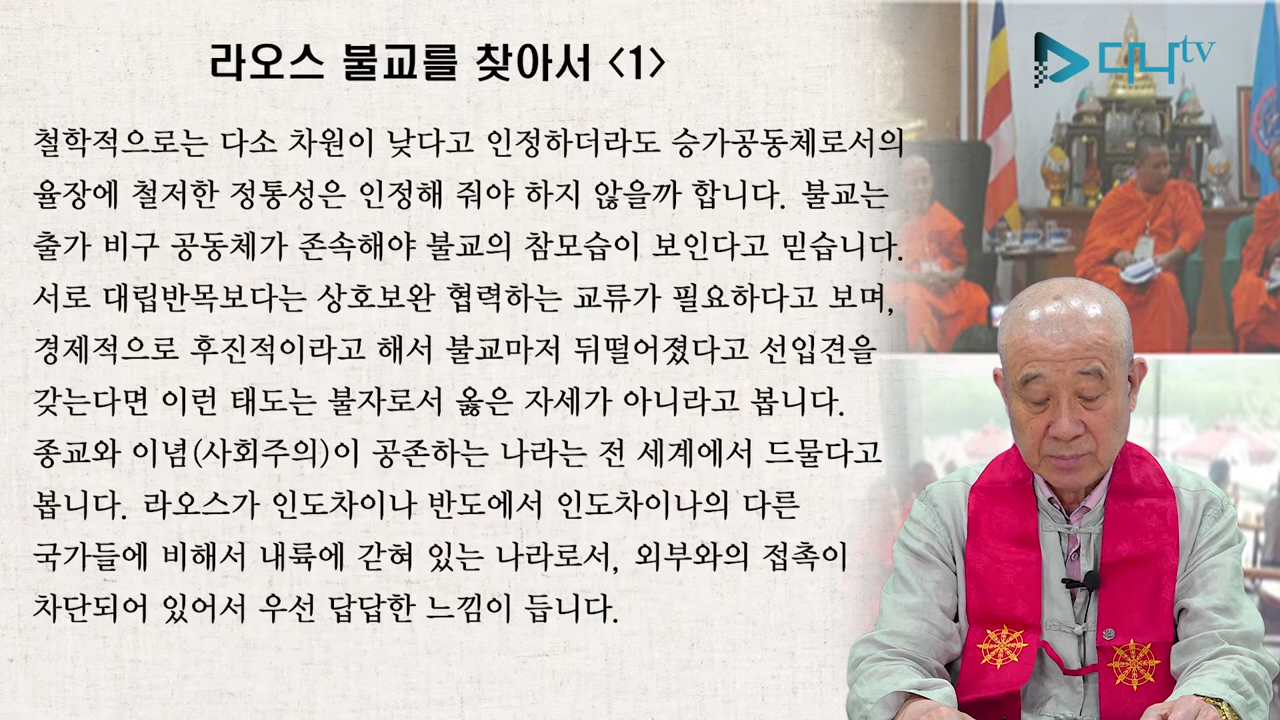 라오스 불교를 찾아서 <1>
다나tv
철학적으로는 다소 차원이 낮다고 인정하더라도 승가공동체로서의
율장에 철저한 정통성은 인정해 줘야 하지 않을까 합니다. 불교는
출가 비구 공동체가 존속해야 불교의 참모습이 보인다고 믿습니다.
서로 대립반목보다는 상호보완 협력하는 교류가 필요하다고 보며,
경제적으로 후진적이라고 해서 불교마저 뒤떨어졌다고 선입견을
갖는다면 이런 태도는 불자로서 옳은 자세가 아니라고 봅니다.
종교와 이념(사회주의)이 공존하는 나라는 전 세계에서 드물다고
봅니다. 라오스가 인도차이나 반도에서 인도차이나의 다른
국가들에 비해서 내륙에 갇혀 있는 나라로서, 외부와의 접촉이
차단되어 있어서 우선 답답한 느낌이 듭니다.